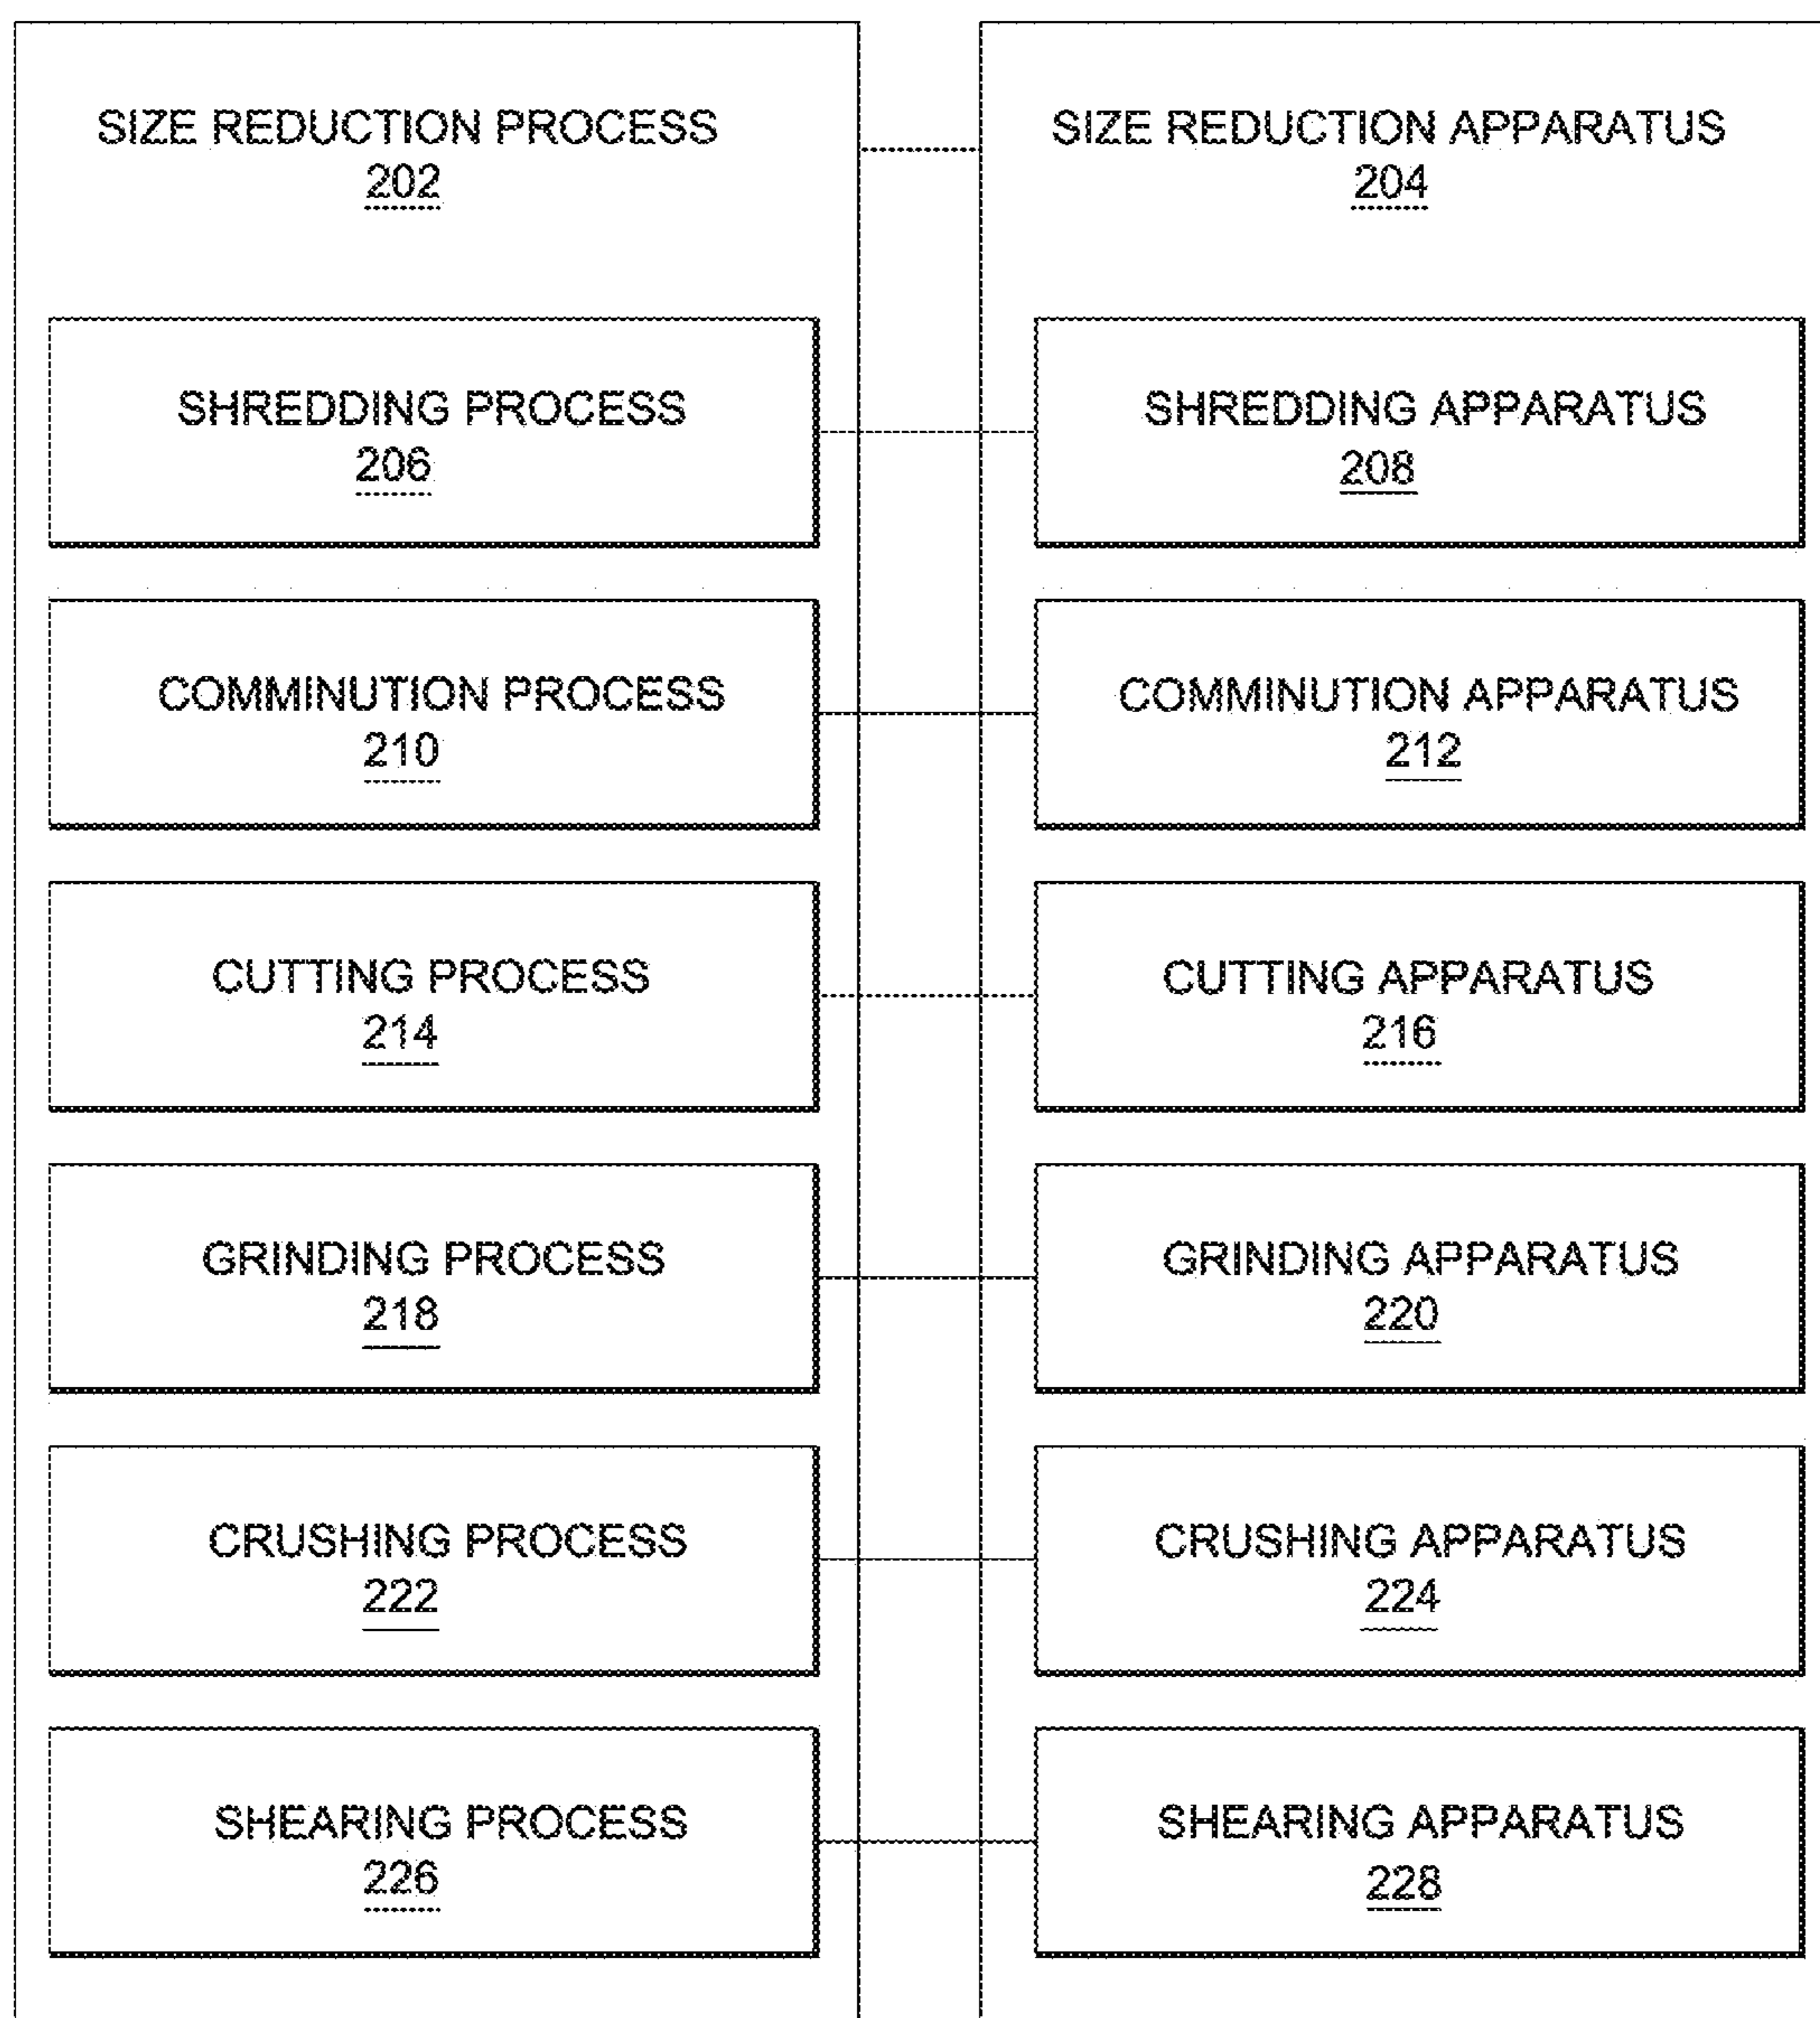 SIZE REDUCTION PROCESS
202
SIZE REDUCTION APPARATUS
204
SHREDDING PROCESS
206
SHREDDING APPARATUS
208
COMMINUTION PROCESS
210
COMMINUTION APPARATUS
212
CUTTING PROCESS
214
CUTTING APPARATUS
216
GRINDING PROCESS
218
GRINDING APPARATUS
220
CRUSHING PROCESS
222
CRUSHING APPARATUS
224
SHEARING PROCESS
226
SHEARING APPARATUS
228